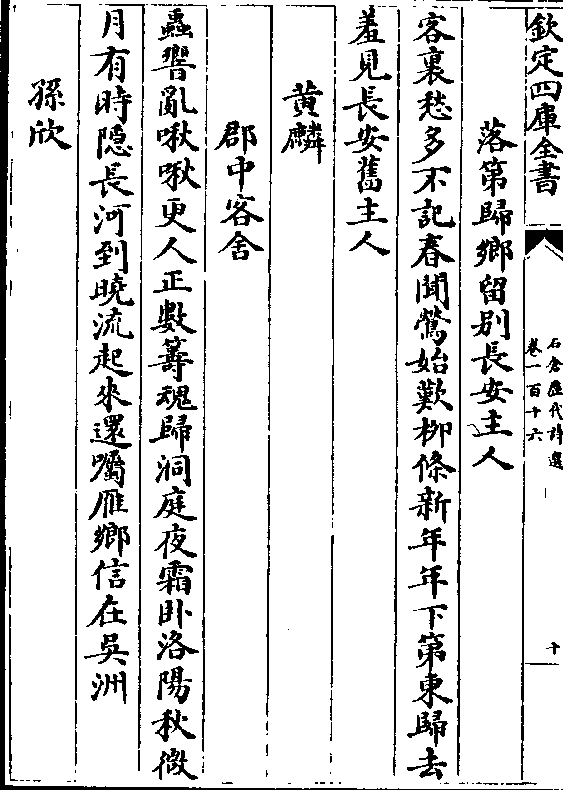 欽定四庫全書
石倉歷代詩選
卷一百十六
十
落第歸鄉留别長安主人
客裏愁多不記春聞鶯始歎柳條新年年下第東歸去
羞見長安舊主人
黄麟
郡中客舍
蟲響亂啾啾更人正數籌魂歸洞庭夜霜卧洛陽秋微
月有時隠長河到曉流起來還囑雁鄉信在吳洲
孫欣